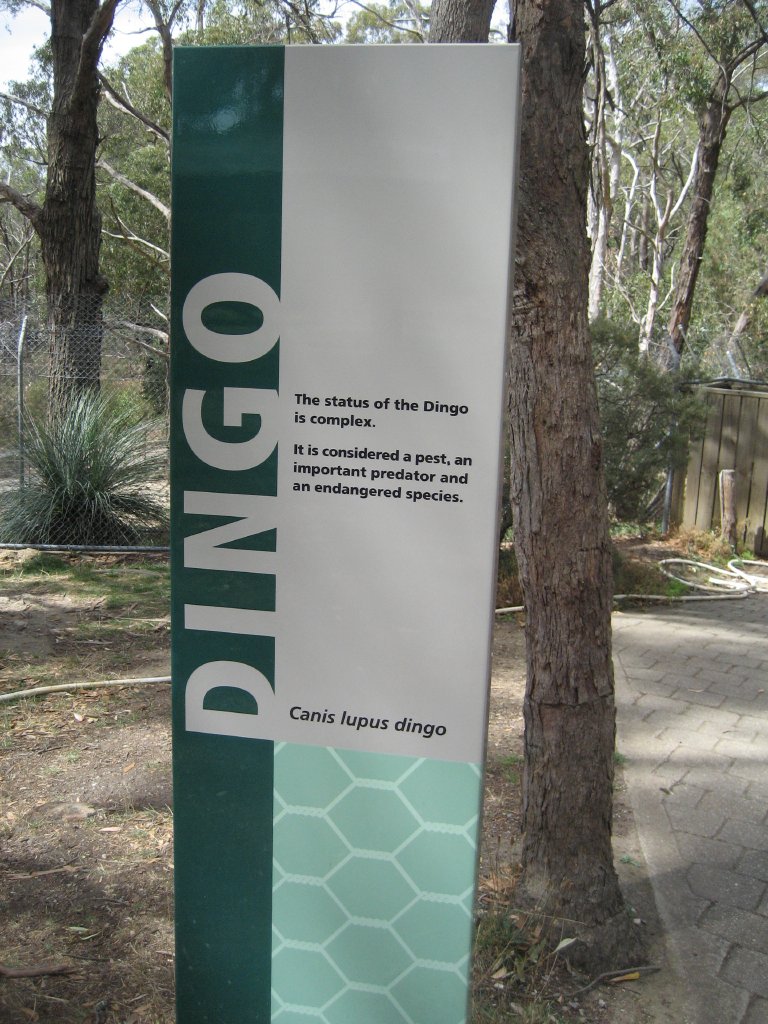 DINGO
The status of the Dingo
is complex.
It is considered a pest, an
important predator and
an endangered species.
Canis lupus dingo